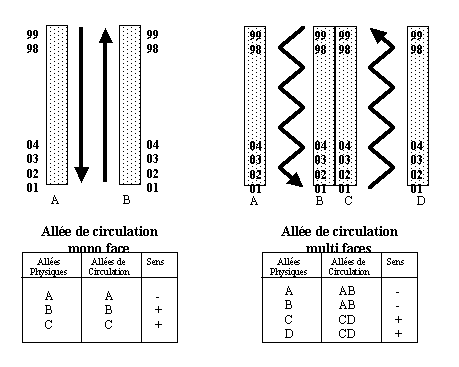 99 99
98 98
04 04
03 03
02 02
01 01
A B
Allée de circulation
mono face
Allées Physiques Allées de Circulation Sens
A A -
B B +
C C +
99 99 99 99
98 98 98 98
04 04 04 04
03 03 03 03
02 02 02 02
01 01 01 01
A B C D
Allée de circulation
multi faces
Allées Physiques Allées de Circulation Sens
A AB -
B AB -
C CD +
D CD +